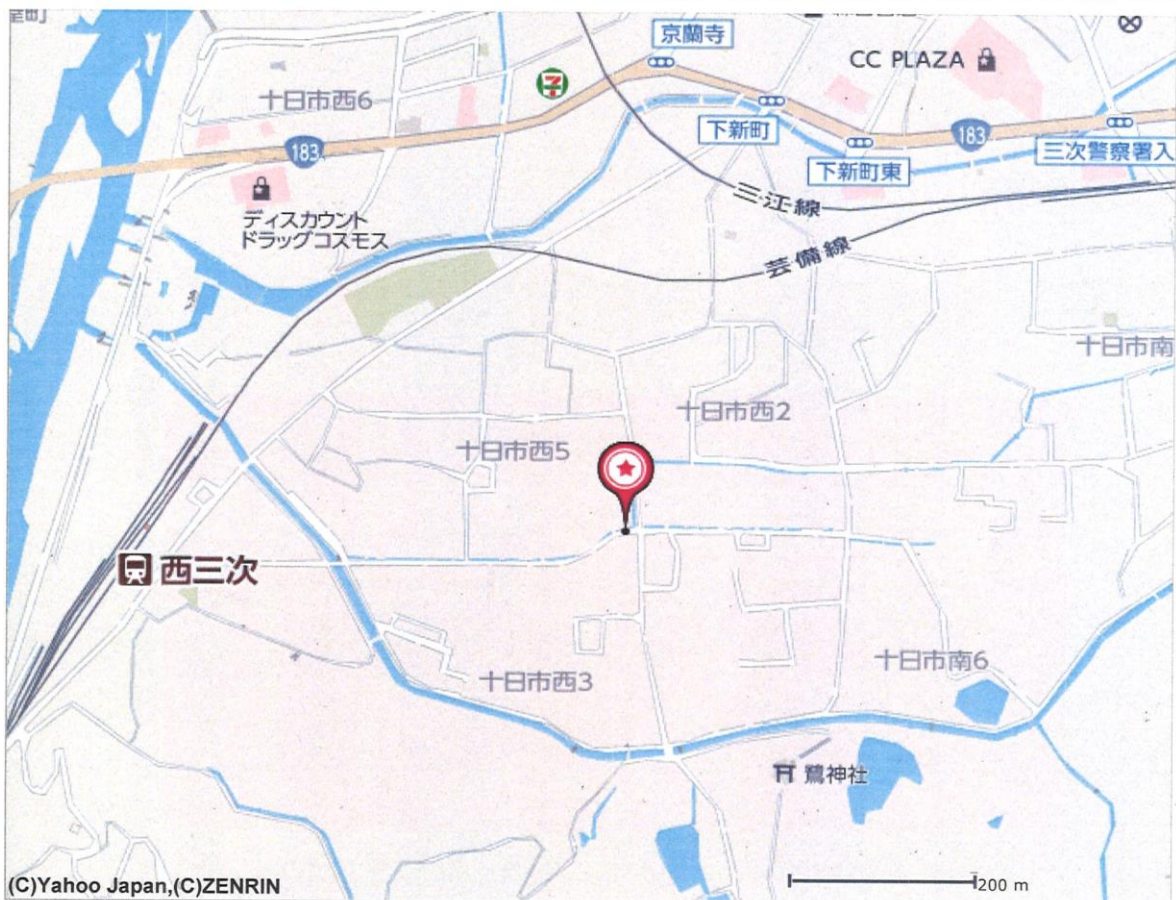 京蘭寺
CC PLAZA
十日市西6
183
下新町
183
三次警察署入
下新町東
ディスカウント
ドラッグコスモス
三江線
芸備線
十日市南
十日市西2
十日市西5
西三次
十日市西3
十日市南6
鷺神社
(C)Yahoo Japan,(C)ZENRIN
200 m